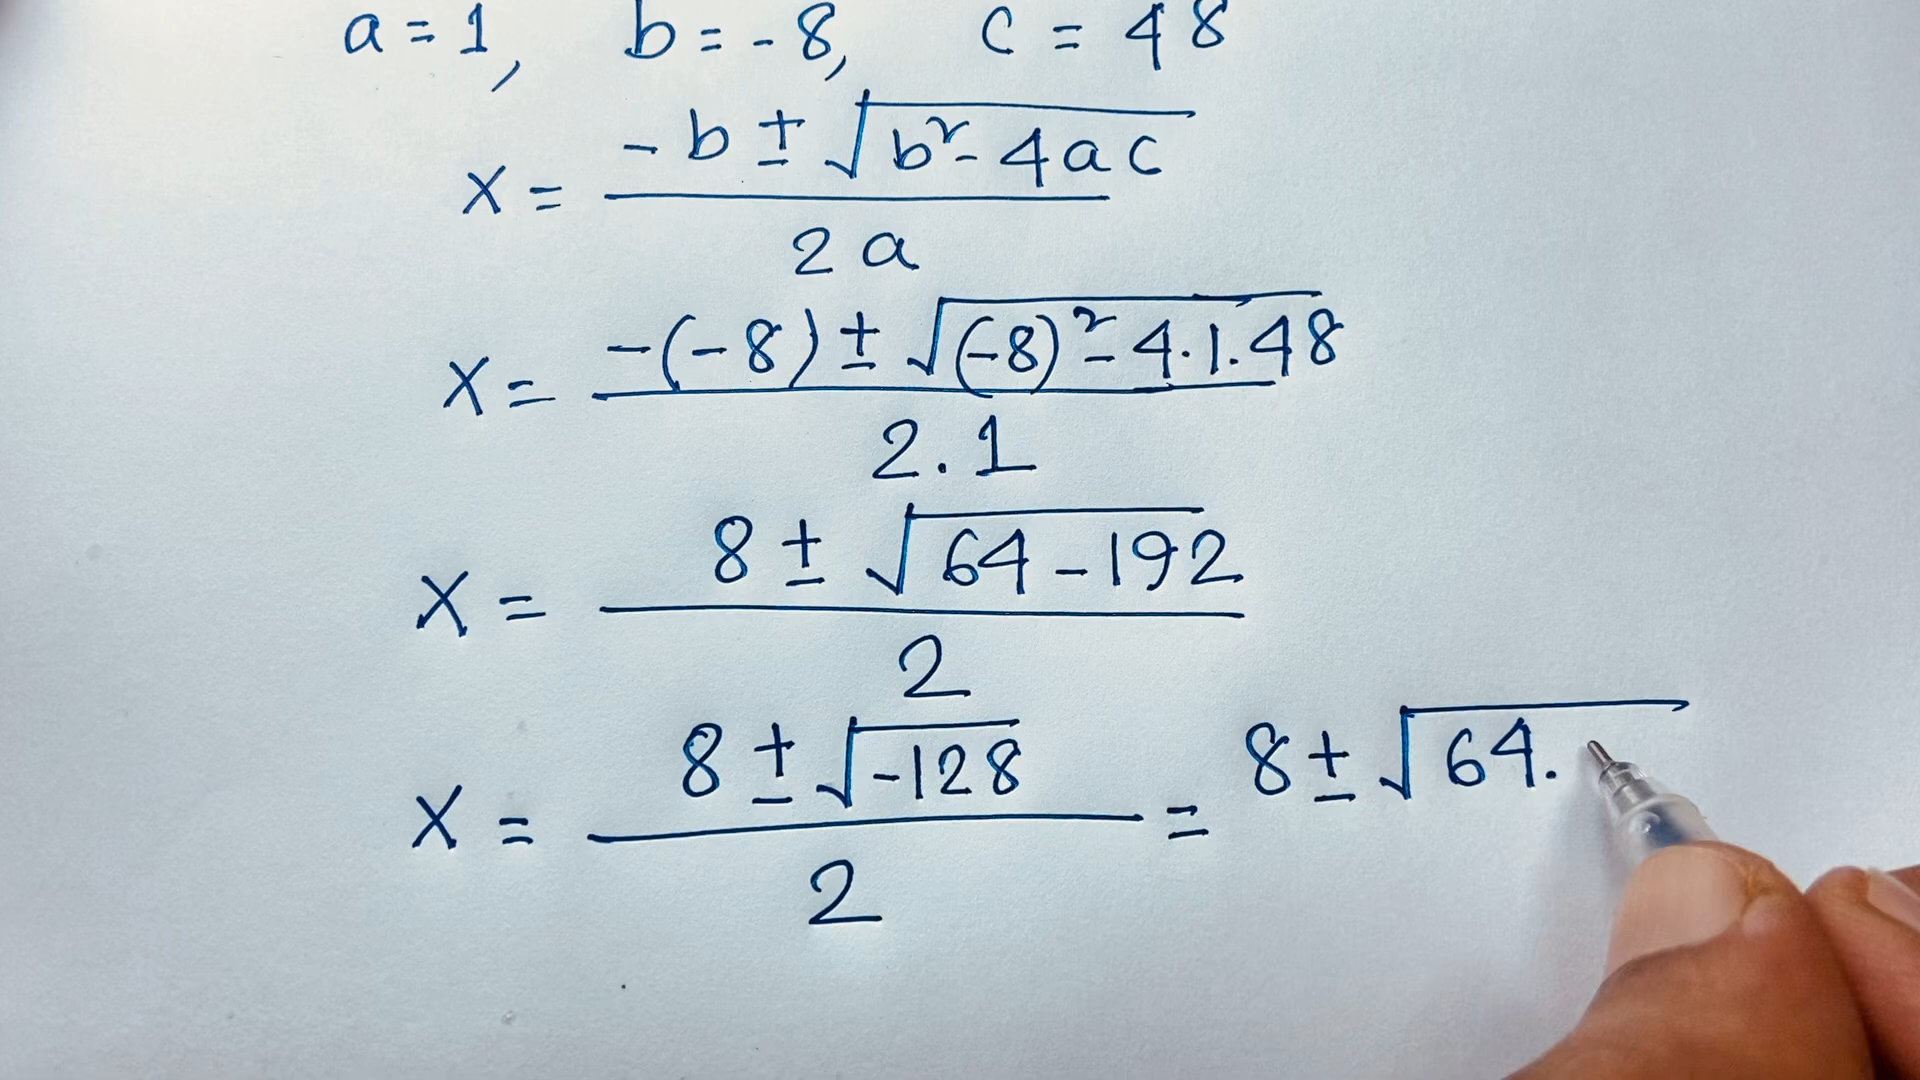 a = 1, b = - 8, c = 48
x = (-b ± √(b² - 4ac)) / 2a
x = (-(-8) ± √((-8)² - 4.1.48)) / 2.1
x = (8 ± √(64 - 192)) / 2
x = (8 ± √(-128)) / 2 = 8 ± √64.